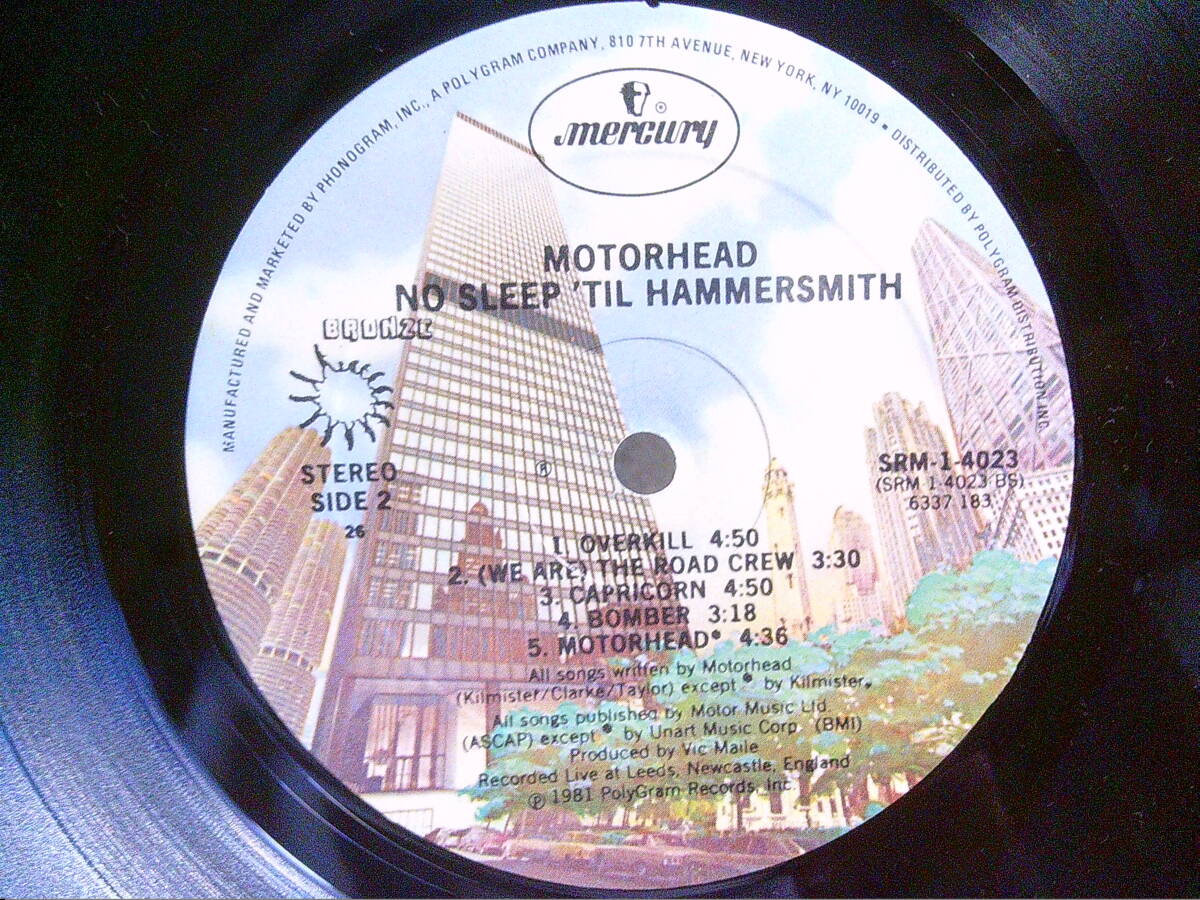 MANUFACTURED AND MARKETED BY PHONOGRAM, INC., A POLYGRAM COMPANY, 810 7TH AVENUE, NEW YORK, NY 10019 • DISTRIBUTED BY POLYGRAM DISTRIBUTION, INC.
mercury
MOTORHEAD
NO SLEEP 'TIL HAMMERSMITH
BRONZE
STEREO
SIDE 2
26
®
SRM-1-4023
(SRM-1-4023 BS)
6337 183
1. OVERKILL 4:50
2. (WE ARE) THE ROAD CREW 3:30
3. CAPRICORN 4:50
4. BOMBER 3:18
5. MOTORHEAD* 4:36
All songs written by Motorhead
(Kilmister/Clarke/Taylor) except * by Kilmister.
All songs published by Motor Music Ltd.
(ASCAP) except * by Unart Music Corp. (BMI)
Produced by Vic Maile
Recorded Live at Leeds, Newcastle, England
℗ 1981 PolyGram Records, Inc.